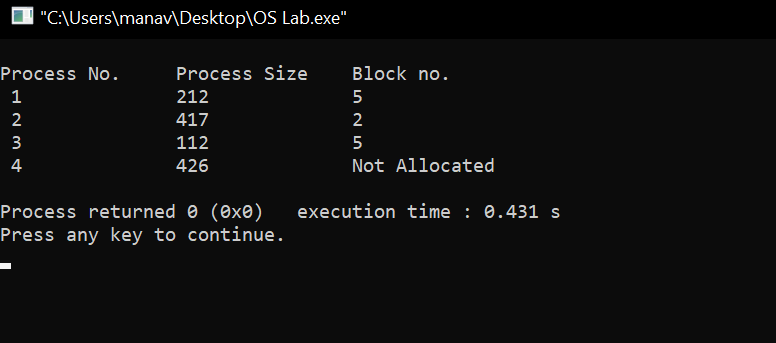 "C:\Users\manav\Desktop\OS Lab.exe"
Process No. Process Size Block no.
1 212 5
2 417 2
3 112 5
4 426 Not Allocated
Process returned 0 (0x0) execution time : 0.431 s
Press any key to continue.